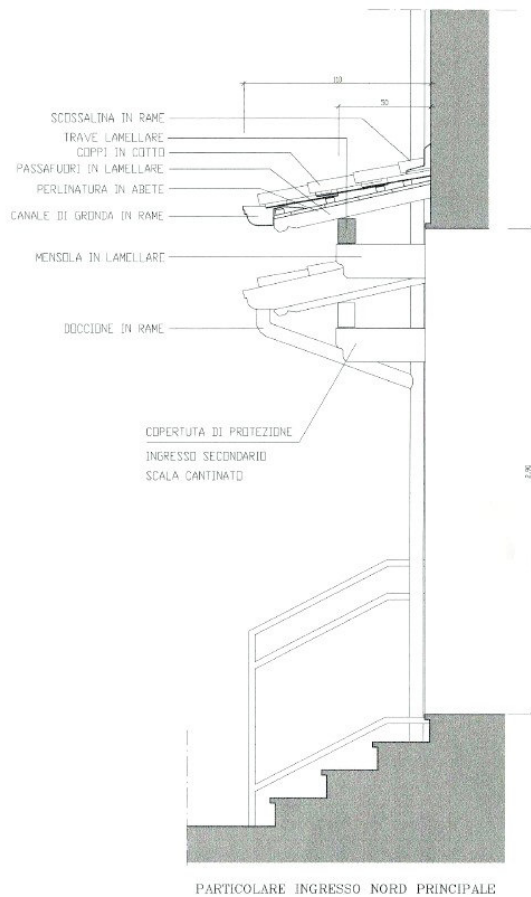 110
50
SCOSSALINA IN RAME
TRAVE LAMELLARE
COPPI IN COTTO
PASSAFUORI IN LAMELLARE
PERLINATURA IN ABETE
CANALE DI GRONDA IN RAME
MENSOLA IN LAMELLARE
DOCCIONE IN RAME
COPERTUTA DI PROTEZIONE
INGRESSO SECONDARIO
SCALA CANTINATO
PARTICOLARE INGRESSO NORD PRINCIPALE